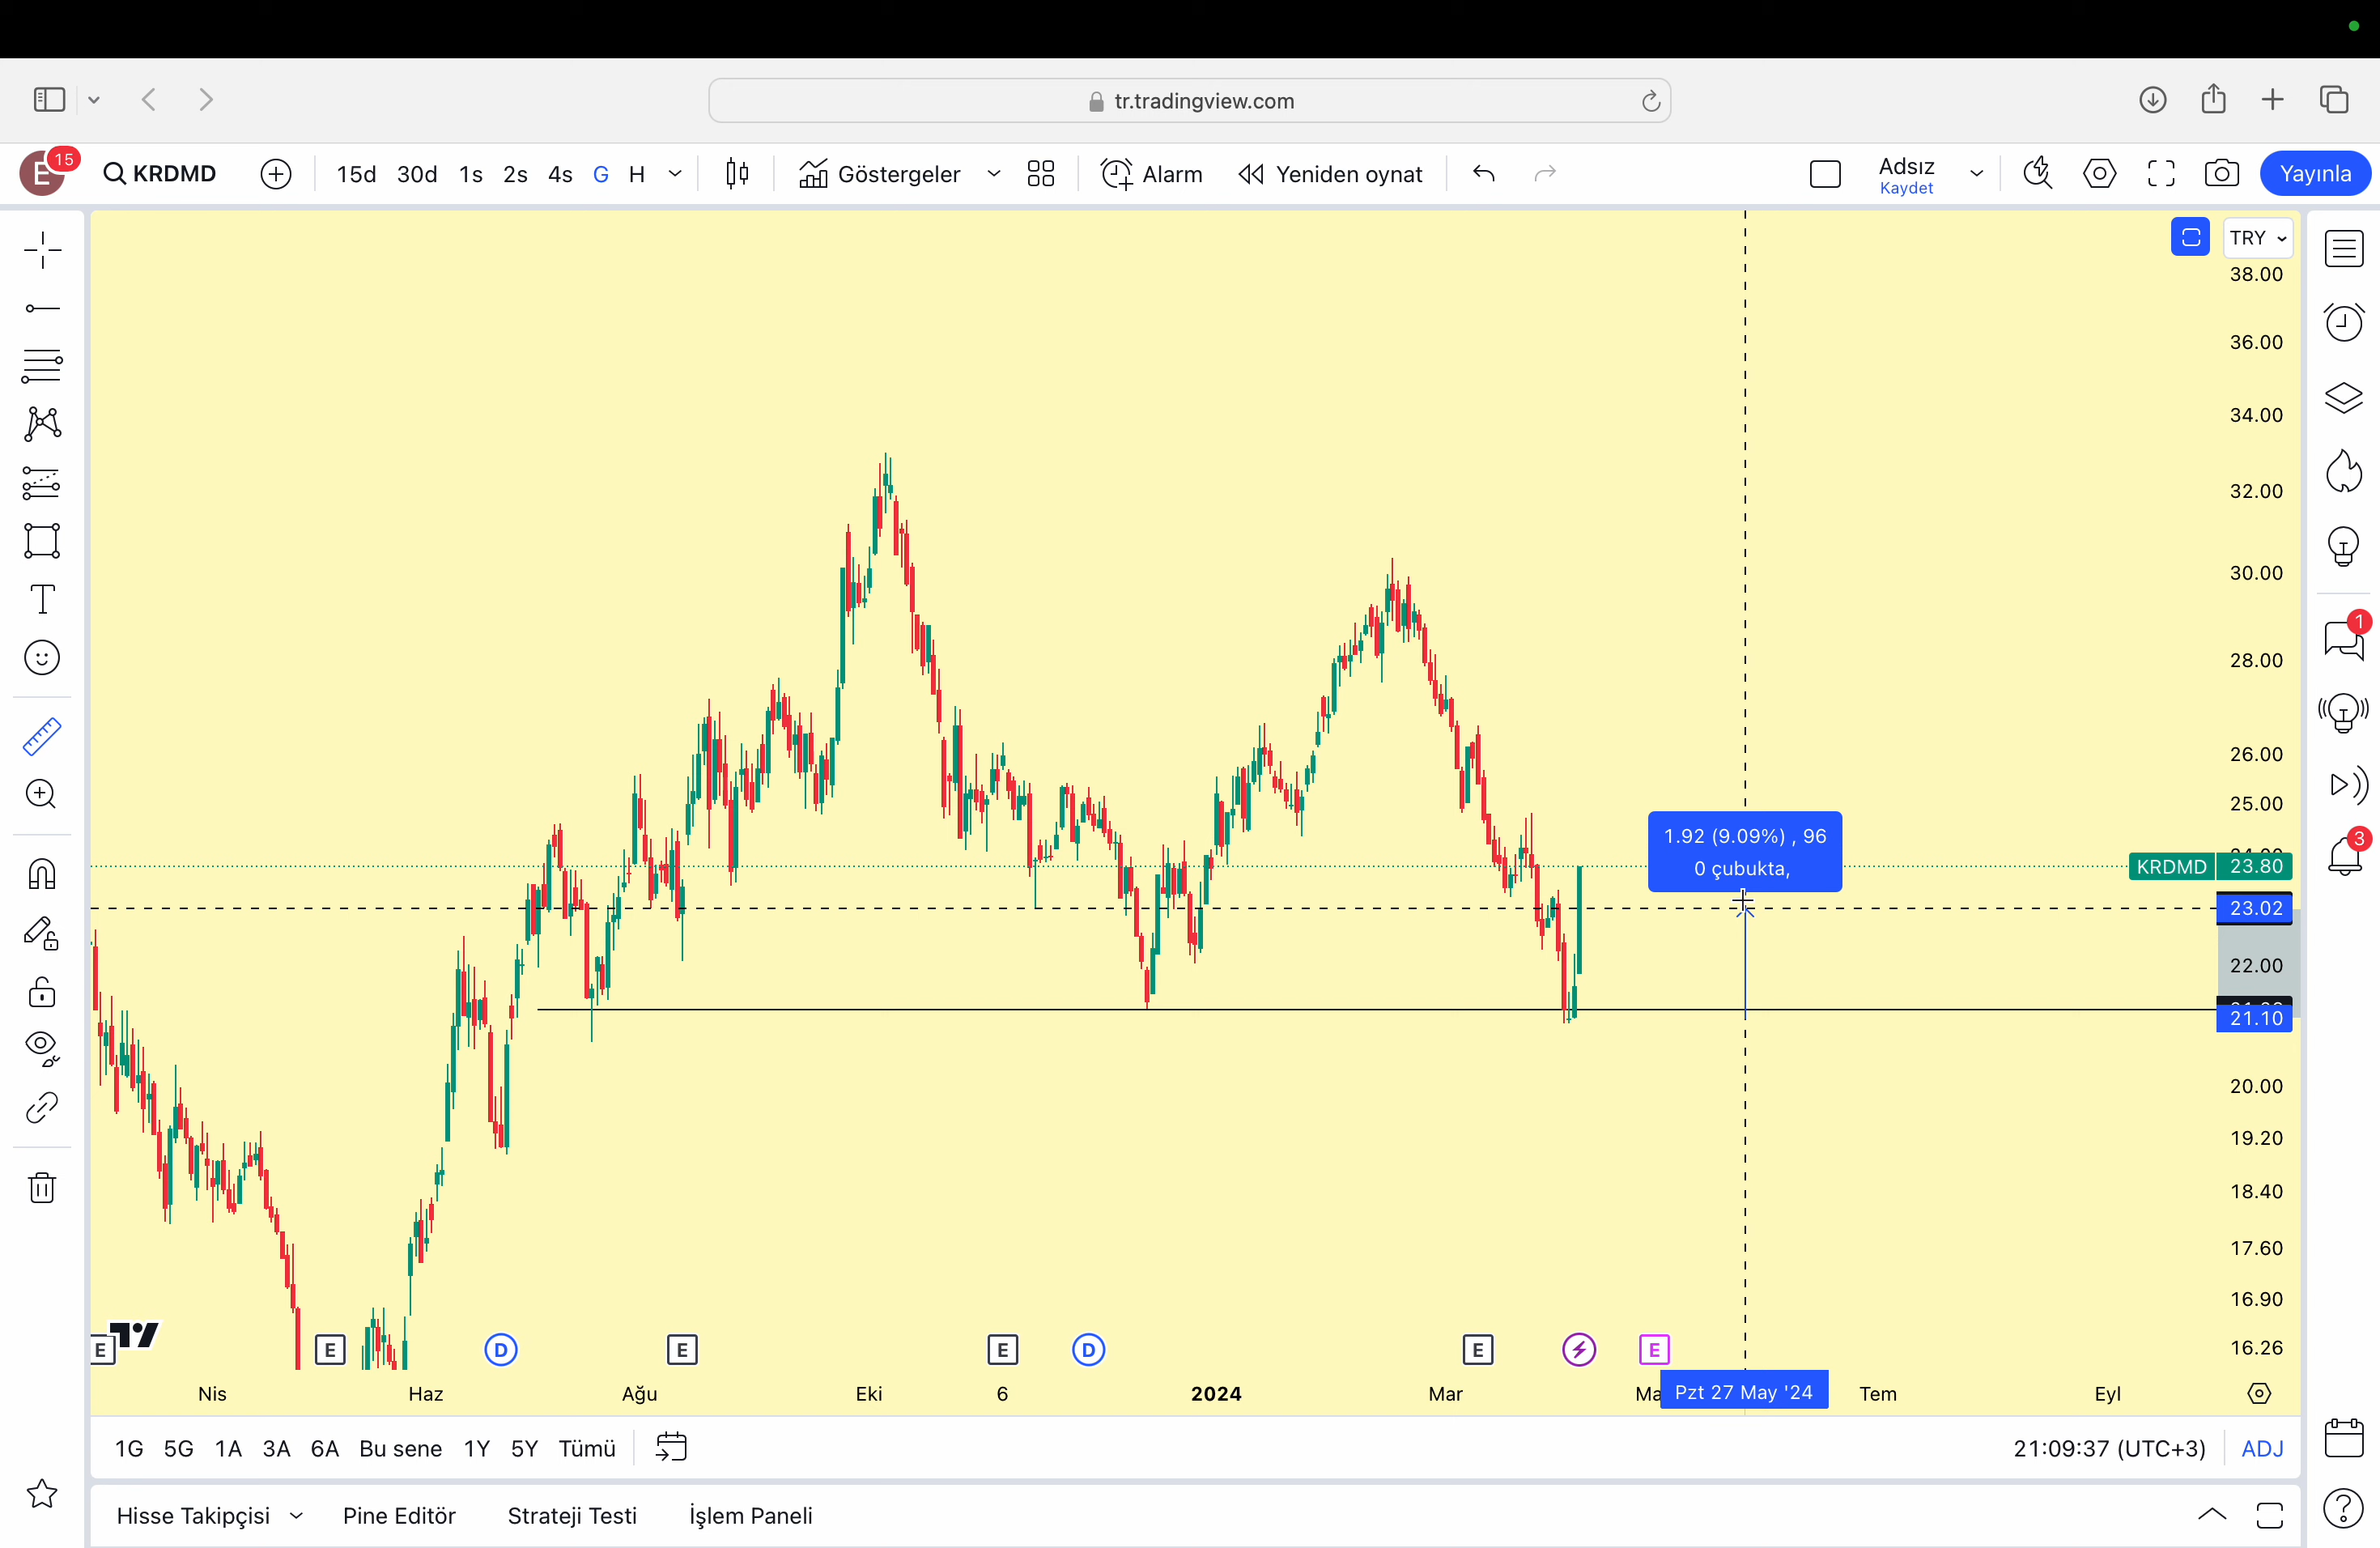 tr.tradingview.com
E 15 KRDMD 15d 30d 1s 2s 4s G H Göstergeler Alarm Yeniden oynat Adsız Yayınla
Kaydet
TRY
38.00
36.00
34.00
32.00
30.00
28.00
26.00
25.00
1.92 (9.09%) , 96
0 çubukta,
KRDMD 23.80
23.02
22.00
21.10
20.00
19.20
18.40
17.60
16.90
16.26
1
3
T
E E D E E D E E
Nis Haz Ağu Eki 6 2024 Mar Ma Pzt 27 May '24 Tem Eyl
1G 5G 1A 3A 6A Bu sene 1Y 5Y Tümü 21:09:37 (UTC+3) ADJ
Hisse Takipçisi Pine Editör Strateji Testi İşlem Paneli